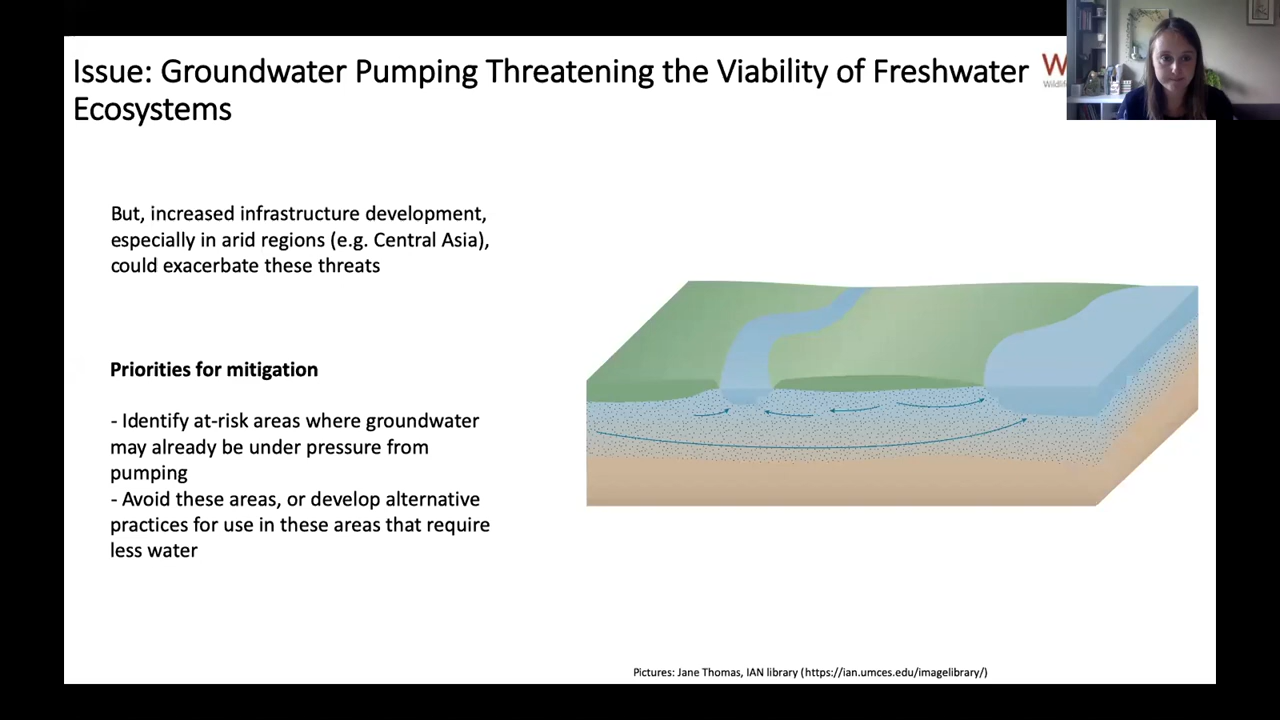 Issue: Groundwater Pumping Threatening the Viability of Freshwater
Ecosystems
But, increased infrastructure development,
especially in arid regions (e.g. Central Asia),
could exacerbate these threats
Priorities for mitigation
- Identify at-risk areas where groundwater
may already be under pressure from
pumping
- Avoid these areas, or develop alternative
practices for use in these areas that require
less water
Pictures: Jane Thomas, IAN library (https://ian.umces.edu/imagelibrary/)